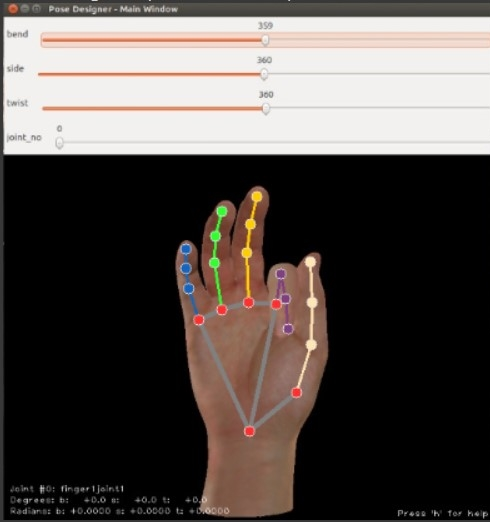 Pose Designer - Main Window
359
bend
360
side
360
twist
0
joint_no
Joint #0: finger1joint1
Degrees: b: +0.0 s: +0.0 t: +0.0
Radians: b: +0.0000 s: +0.0000 t: +0.0000
Press 'h' for help